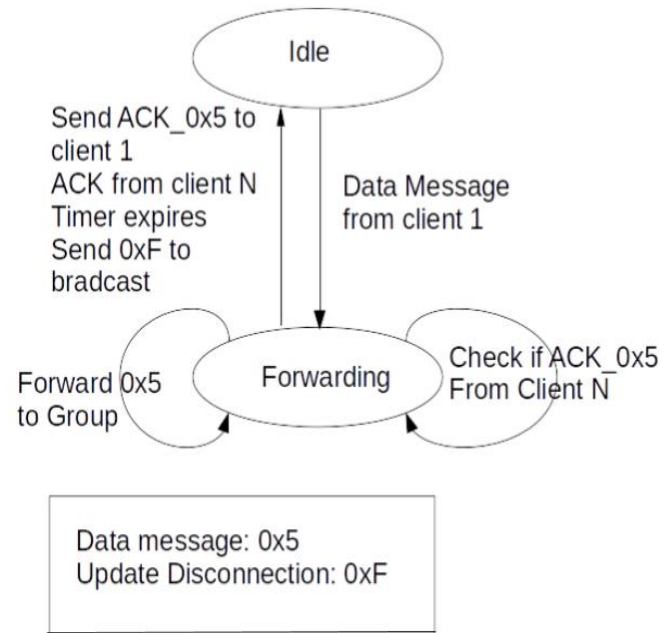 Idle
Send ACK_0x5 to
client 1
ACK from client N
Timer expires
Send 0xF to
bradcast
Data Message
from client 1
Forward 0x5
to Group
Forwarding
Check if ACK_0x5
From Client N
Data message: 0x5
Update Disconnection: 0xF